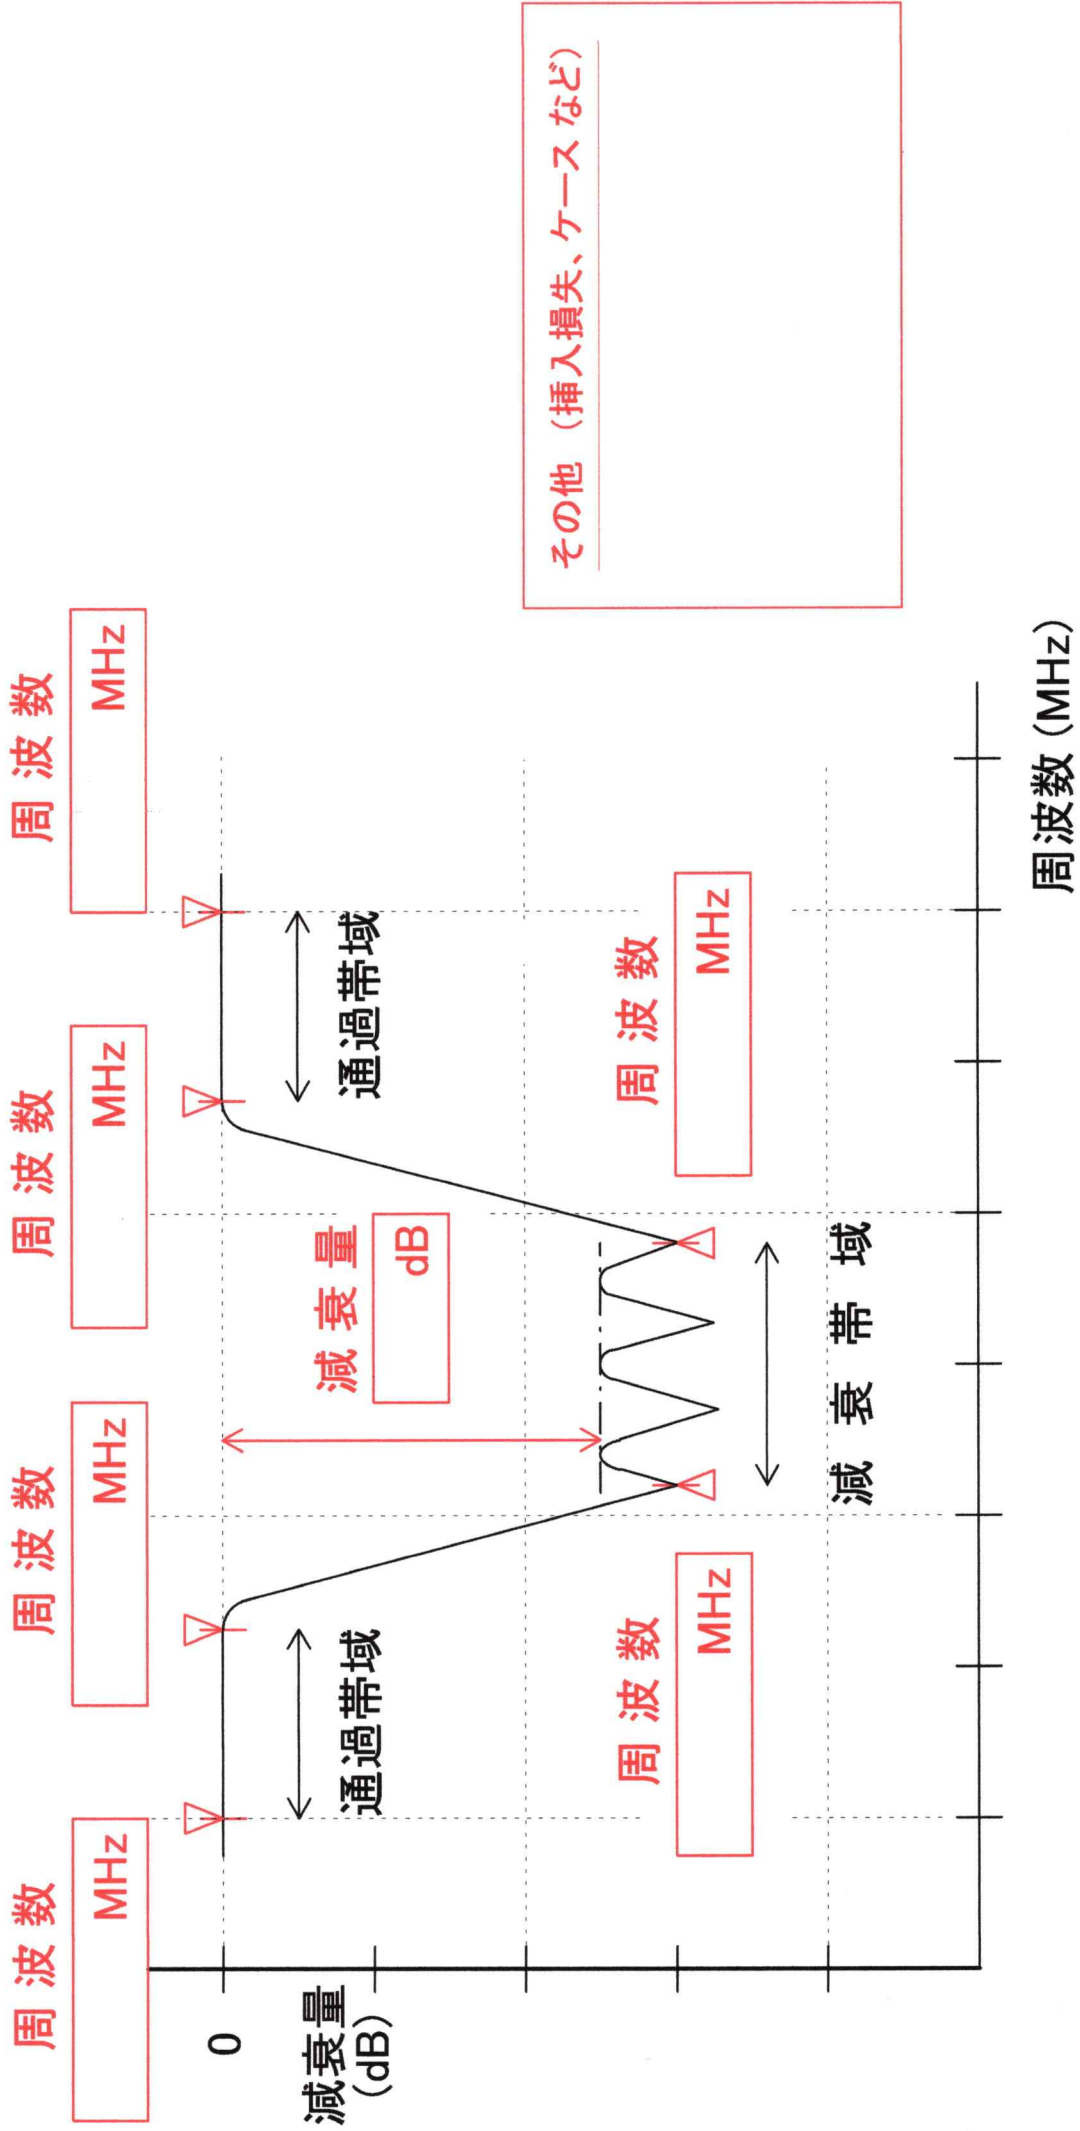 周 波 数
MHz
周 波 数
MHz
周 波 数
MHz
周 波 数
MHz
0
減衰量
(dB)
通過帯域
減 衰 量
dB
通過帯域
周 波 数
MHz
周 波 数
MHz
減 衰 帯 域
その他 (挿入損失、ケース など)
周波数 (MHz)